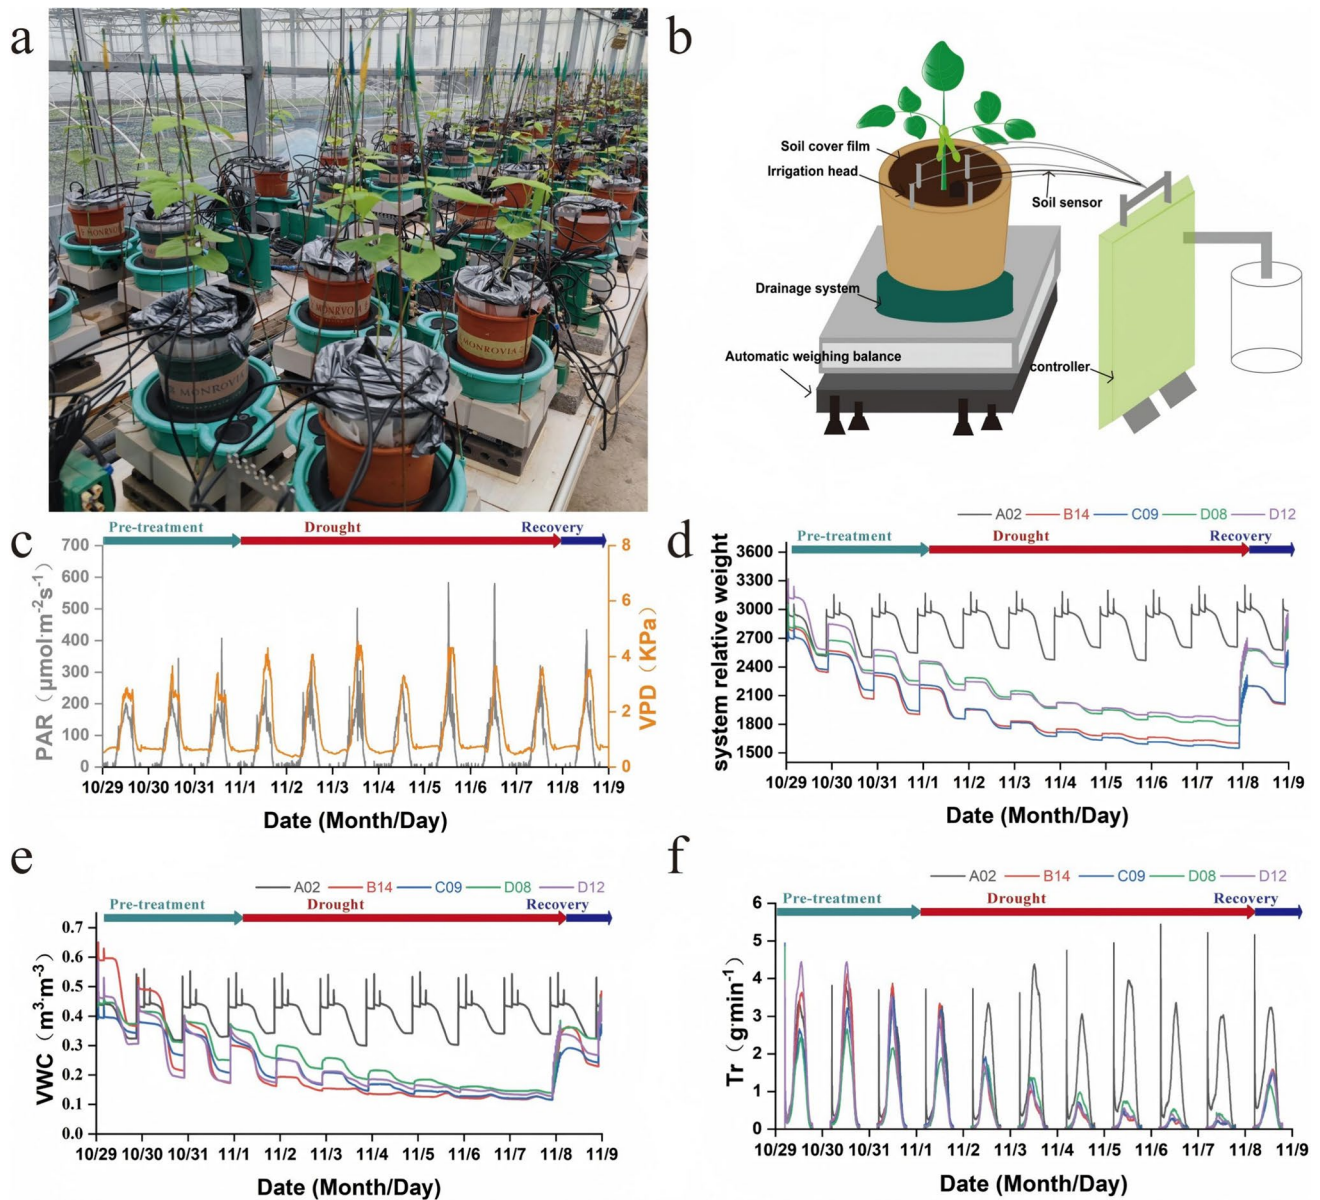 a
MONROVIA
MONROVIA
MONROVIA
b
Soil cover film
Irrigation head
Soil sensor
Drainage system
Automatic weighing balance
controller
c
Pre-treatment Drought Recovery
PAR（μmol·m⁻²s⁻¹）
700
600
500
400
300
200
100
0
8
6
4
2
0
VPD（KPa）
10/29 10/30 10/31 11/1 11/2 11/3 11/4 11/5 11/6 11/7 11/8 11/9
Date (Month/Day)
d
A02 B14 C09 D08 D12
Pre-treatment Drought Recovery
system relative weight
3600
3300
3000
2700
2400
2100
1800
1500
10/29 10/30 10/31 11/1 11/2 11/3 11/4 11/5 11/6 11/7 11/8 11/9
Date (Month/Day)
e
A02 B14 C09 D08 D12
Pre-treatment Drought Recovery
VWC（m³·m⁻³）
0.7
0.6
0.5
0.4
0.3
0.2
0.1
0.0
10/29 10/30 10/31 11/1 11/2 11/3 11/4 11/5 11/6 11/7 11/8 11/9
Date (Month/Day)
f
A02 B14 C09 D08 D12
Pre-treatment Drought Recovery
Tr（g·min⁻¹）
6
5
4
3
2
1
0
10/29 10/30 10/31 11/1 11/2 11/3 11/4 11/5 11/6 11/7 11/8 11/9
Date (Month/Day)